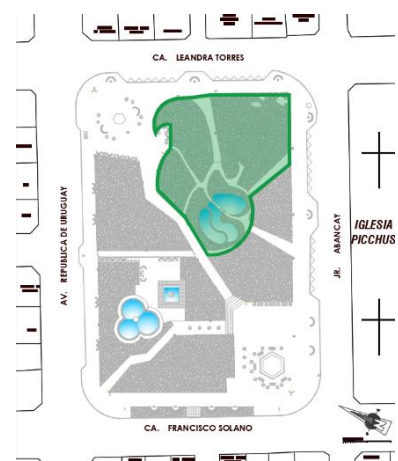 CA. LEANDRA TORRES
AV. REPUBLICA DE URUGUAY
JR. ABANCAY
IGLESIA
PICCHUS
CA. FRANCISCO SOLANO